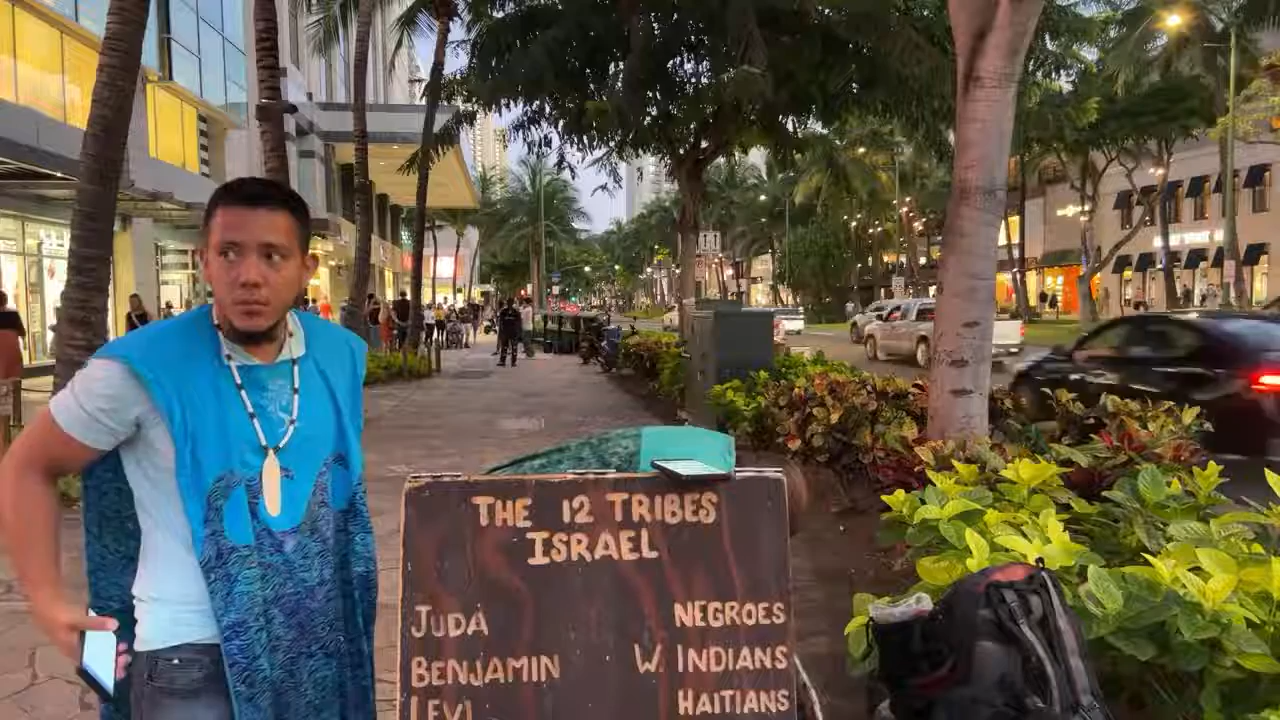 THE 12 TRIBES
ISRAEL
JUDA NEGROES
BENJAMIN W. INDIANS
LEVI HAITIANS